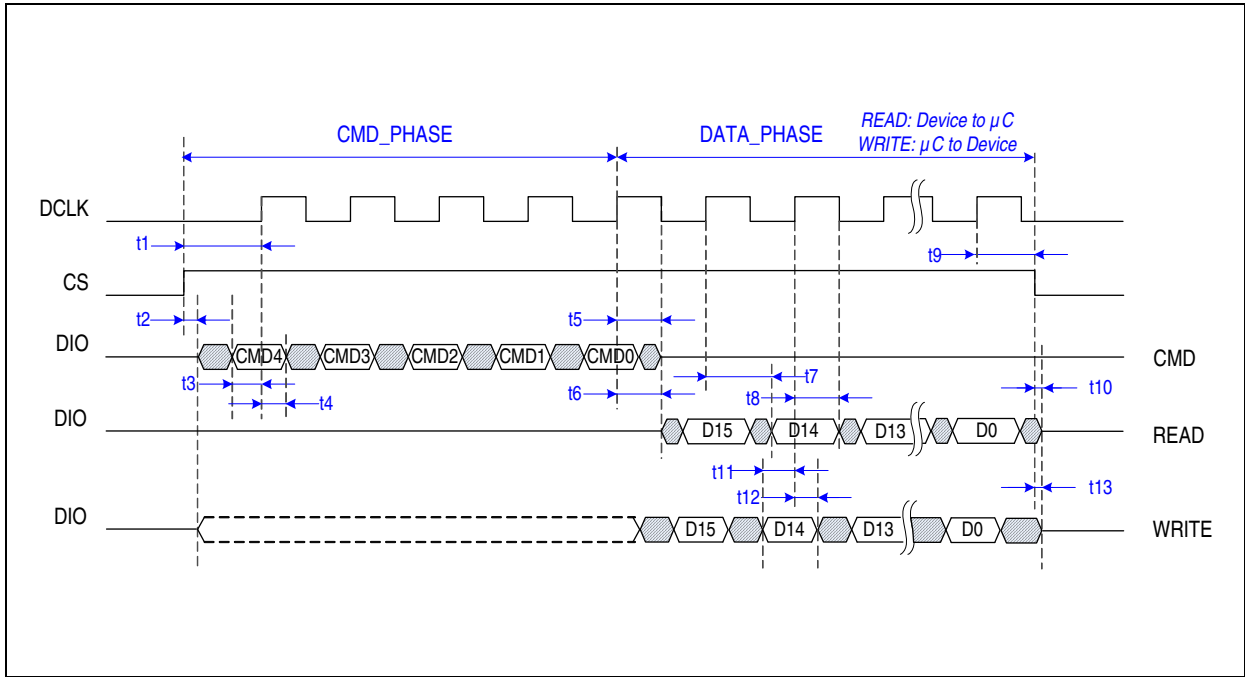 READ: Device to µC
CMD_PHASE DATA_PHASE WRITE: µC to Device
DCLK
t1 t9
CS
t2 t5
DIO CMD4 CMD3 CMD2 CMD1 CMD0 CMD
t3 t4 t6 t7 t8 t10
DIO D15 D14 D13 D0 READ
t11 t12 t13
DIO D15 D14 D13 D0 WRITE